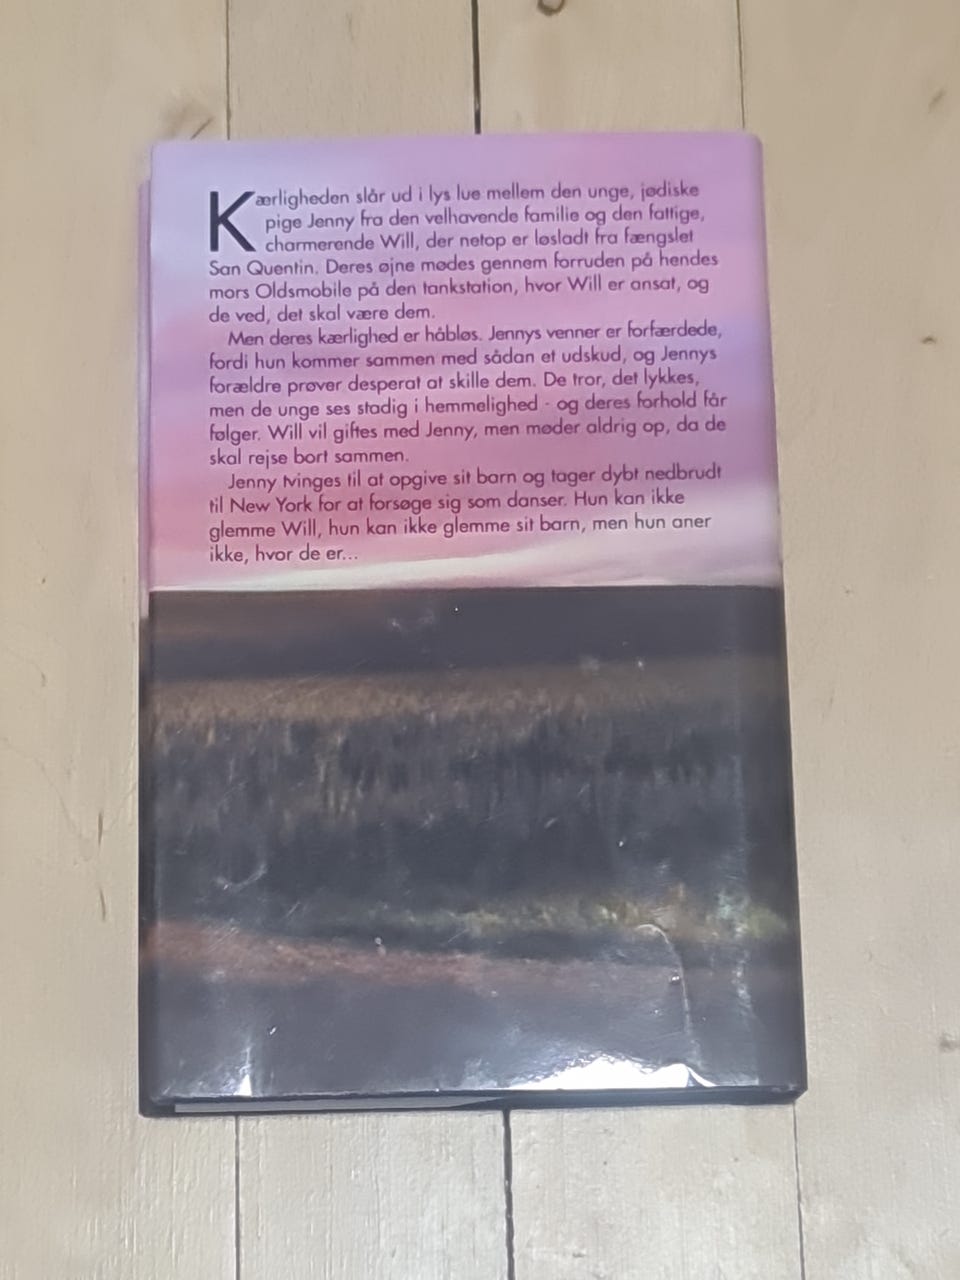 Kærligheden slår ud i lys lue mellem den unge, jødiske
pige Jenny fra den velhavende familie og den fattige,
charmerende Will, der netop er løsladt fra fængslet
San Quentin. Deres øjne mødes gennem forruden på hendes
mors Oldsmobile på den tankstation, hvor Will er ansat, og
de ved, det skal være dem.
Men deres kærlighed er håbløs. Jennys venner er forfærdede,
fordi hun kommer sammen med sådan et udskud, og Jennys
forældre prøver desperat at skille dem. De tror, det lykkes,
men de unge ses stadig i hemmelighed - og deres forhold får
følger. Will vil giftes med Jenny, men møder aldrig op, da de
skal rejse bort sammen.
Jenny tvinges til at opgive sit barn og tager dybt nedbrudt
til New York for at forsøge sig som danser. Hun kan ikke
glemme Will, hun kan ikke glemme sit barn, men hun aner
ikke, hvor de er...